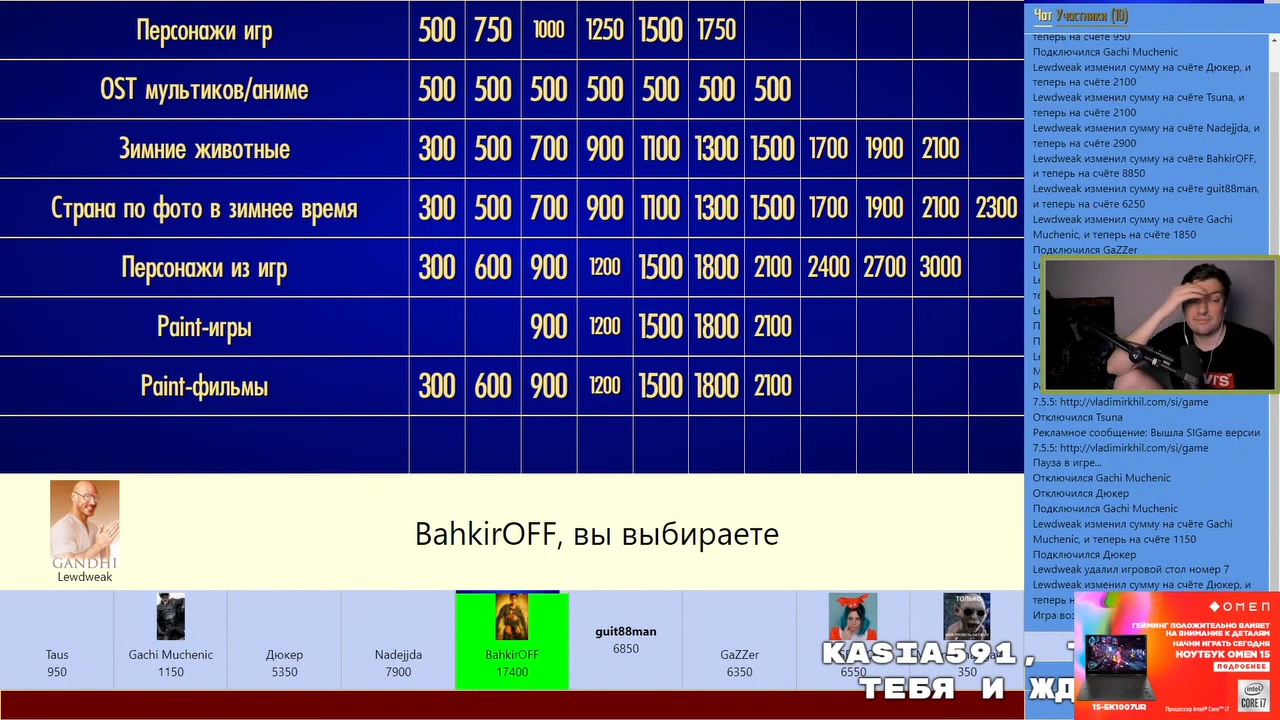 Персонажи игр 500 750 1000 1250 1500 1750
OST мультиков/аниме 500 500 500 500 500 500 500
Зимние животные 300 500 700 900 1100 1300 1500 1700 1900 2100
Страна по фото в зимнее время 300 500 700 900 1100 1300 1500 1700 1900 2100 2300
Персонажи из игр 300 600 900 1200 1500 1800 2100 2400 2700 3000
Paint-игры 900 1200 1500 1800 2100
Paint-фильмы 300 600 900 1200 1500 1800 2100
BahkirOFF, вы выбираете
GANDHI
Lewdweak
Taus
950
Gachi Muchenic
1150
Дюкер
5350
Nadejjda
7900
BahkirOFF
17400
guit88man
6850
GaZZer
6350
6550
ТОЛЬКО
350
Чат Участники (10)
теперь на счёте 950
Подключился Gachi Muchenic
Lewdweak изменил сумму на счёте Дюкер, и
теперь на счёте 2100
Lewdweak изменил сумму на счёте Tsuna, и
теперь на счёте 2100
Lewdweak изменил сумму на счёте Nadejjda, и
теперь на счёте 2900
Lewdweak изменил сумму на счёте BahkirOFF,
и теперь на счёте 8850
Lewdweak изменил сумму на счёте guit88man,
и теперь на счёте 6250
Lewdweak изменил сумму на счёте Gachi
Muchenic, и теперь на счёте 1850
Подключился GaZZer
7.5.5: http://vladimirkhil.com/si/game
Отключился Tsuna
Рекламное сообщение: Вышла SIGame версии
7.5.5: http://vladimirkhil.com/si/game
Пауза в игре...
Отключился Gachi Muchenic
Отключился Дюкер
Подключился Gachi Muchenic
Lewdweak изменил сумму на счёте Gachi
Muchenic, и теперь на счёте 1150
Подключился Дюкер
Lewdweak удалил игровой стол номер 7
Lewdweak изменил сумму на счёте Дюкер, и
теперь
Игра
KASIA591,
ТЕБЯ И
ОМЕП
ГЕЙМИНГ ПОЛОЖИТЕЛЬНО ВЛИЯЕТ
НА ВНИМАНИЕ К ДЕТАЛЯМ
НАЧНИ ИГРАТЬ СЕГОДНЯ
НОУТБУК OMEN 15
ПОДРОБНЕЕ
15-EK1007UR
Процессор Intel® Core™ i7
intel
CORE i7